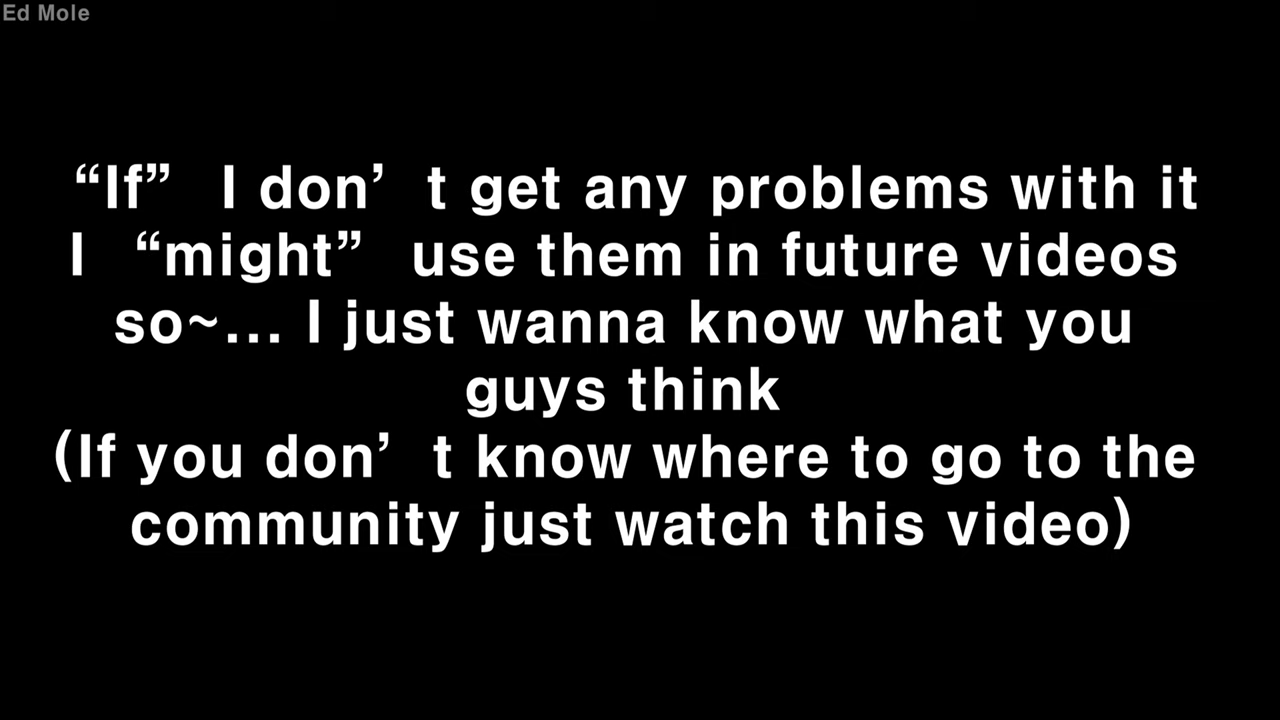 Ed Mole
“If” I don’t get any problems with it
I “might” use them in future videos
so~... I just wanna know what you
guys think
(If you don’t know where to go to the
community just watch this video)